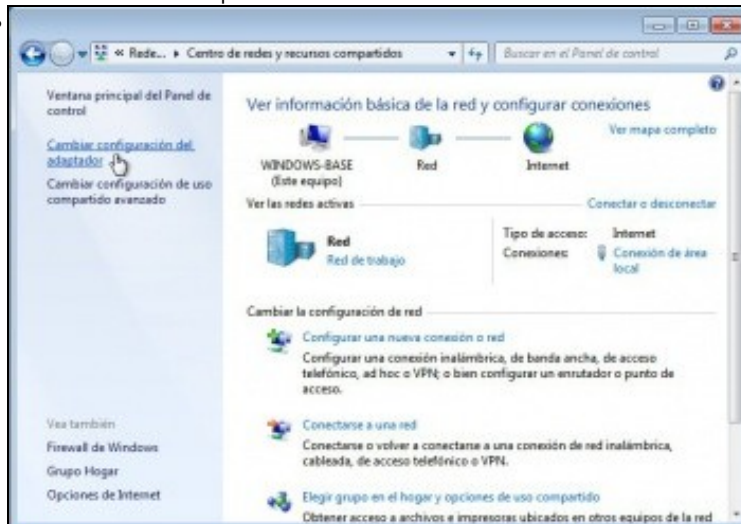 « Rede... ▸ Centro de redes y recursos compartidos
Buscar en el Panel de control
Ventana principal del Panel de
control
Cambiar configuración del
adaptador
Cambiar configuración de uso
compartido avanzado
Vea también
Firewall de Windows
Grupo Hogar
Opciones de Internet
Ver información básica de la red y configurar conexiones
Ver mapa completo
WINDOWS-BASE
(Este equipo)
Red
Internet
Ver las redes activas
Conectar o desconectar
Red
Red de trabajo
Tipo de acceso: Internet
Conexiones: Conexión de área
local
Cambiar la configuración de red
Configurar una nueva conexión o red
Configurar una conexión inalámbrica, de banda ancha, de acceso
telefónico, ad hoc o VPN; o bien configurar un enrutador o punto de
acceso.
Conectarse a una red
Conectarse o volver a conectarse a una conexión de red inalámbrica,
cableada, de acceso telefónico o VPN.
Elegir grupo en el hogar y opciones de uso compartido
Obtener acceso a archivos e impresoras ubicados en otros equipos de la red